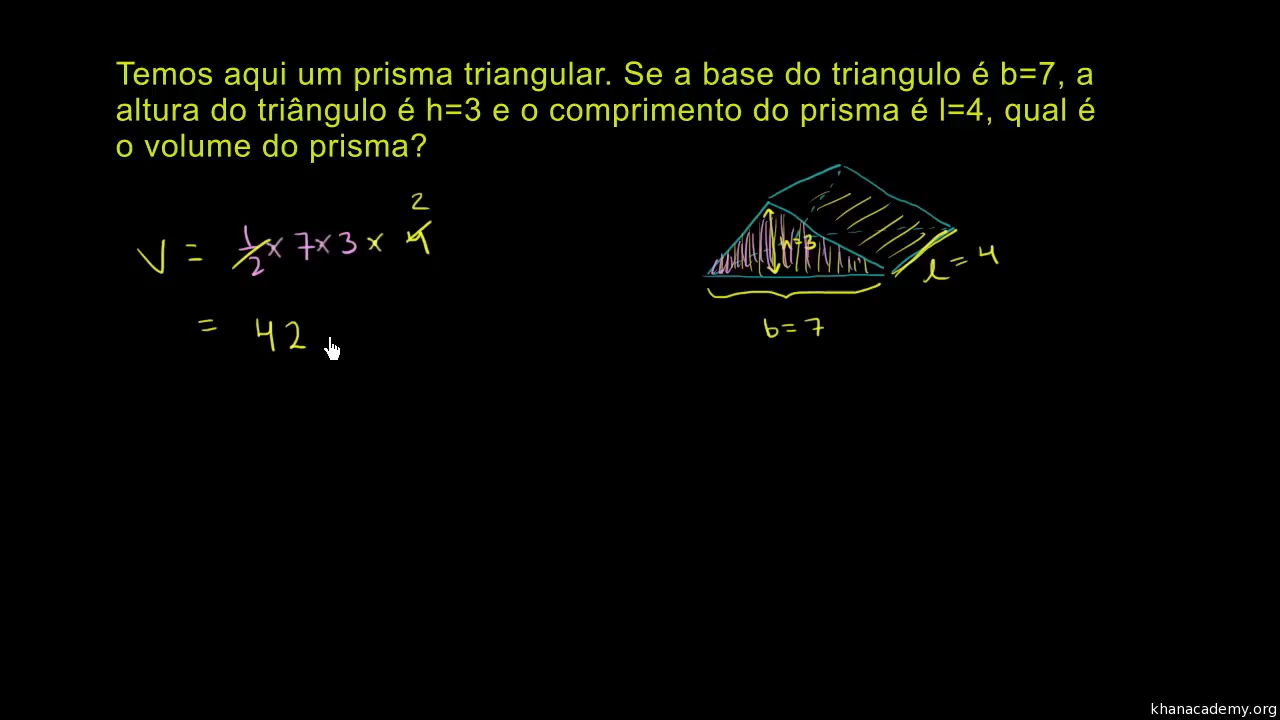 Temos aqui um prisma triangular. Se a base do triangulo é b=7, a
altura do triângulo é h=3 e o comprimento do prisma é l=4, qual é
o volume do prisma?
2
V = 1/2 x 7 x 3 x 4
= 42
h=3
l = 4
b = 7
khanacademy.org